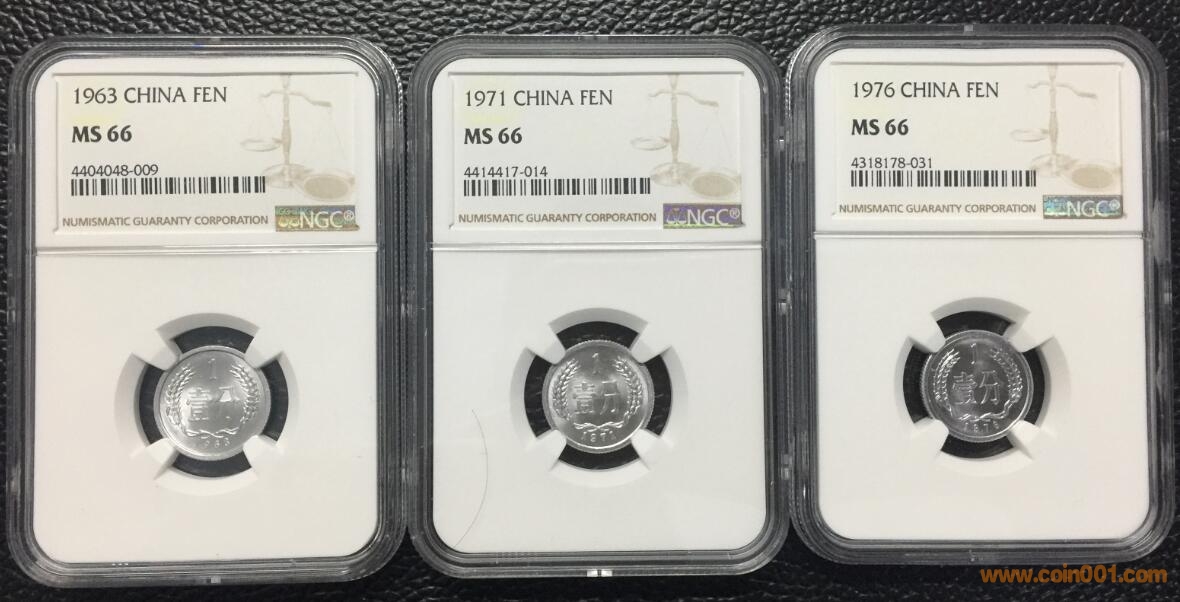 1963 CHINA FEN
MS 66
4404048-009
NUMISMATIC GUARANTY CORPORATION NGC®
1
壹分
1963
1971 CHINA FEN
MS 66
4414417-014
NUMISMATIC GUARANTY CORPORATION NGC®
1
壹分
1971
1976 CHINA FEN
MS 66
4318178-031
NUMISMATIC GUARANTY CORPORATION NGC®
1
壹分
1976
www.coin001.com